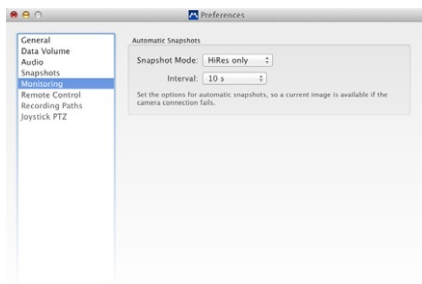 Preferences
General
Data Volume
Audio
Snapshots
Monitoring
Remote Control
Recording Paths
Joystick PTZ
Automatic Snapshots
Snapshot Mode: HiRes only
Interval: 10 s
Set the options for automatic snapshots, so a current image is available if the
camera connection fails.